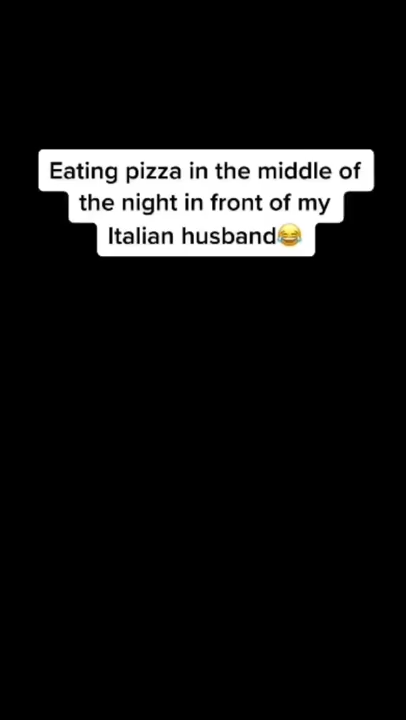 Eating pizza in the middle of
the night in front of my
Italian husband😂